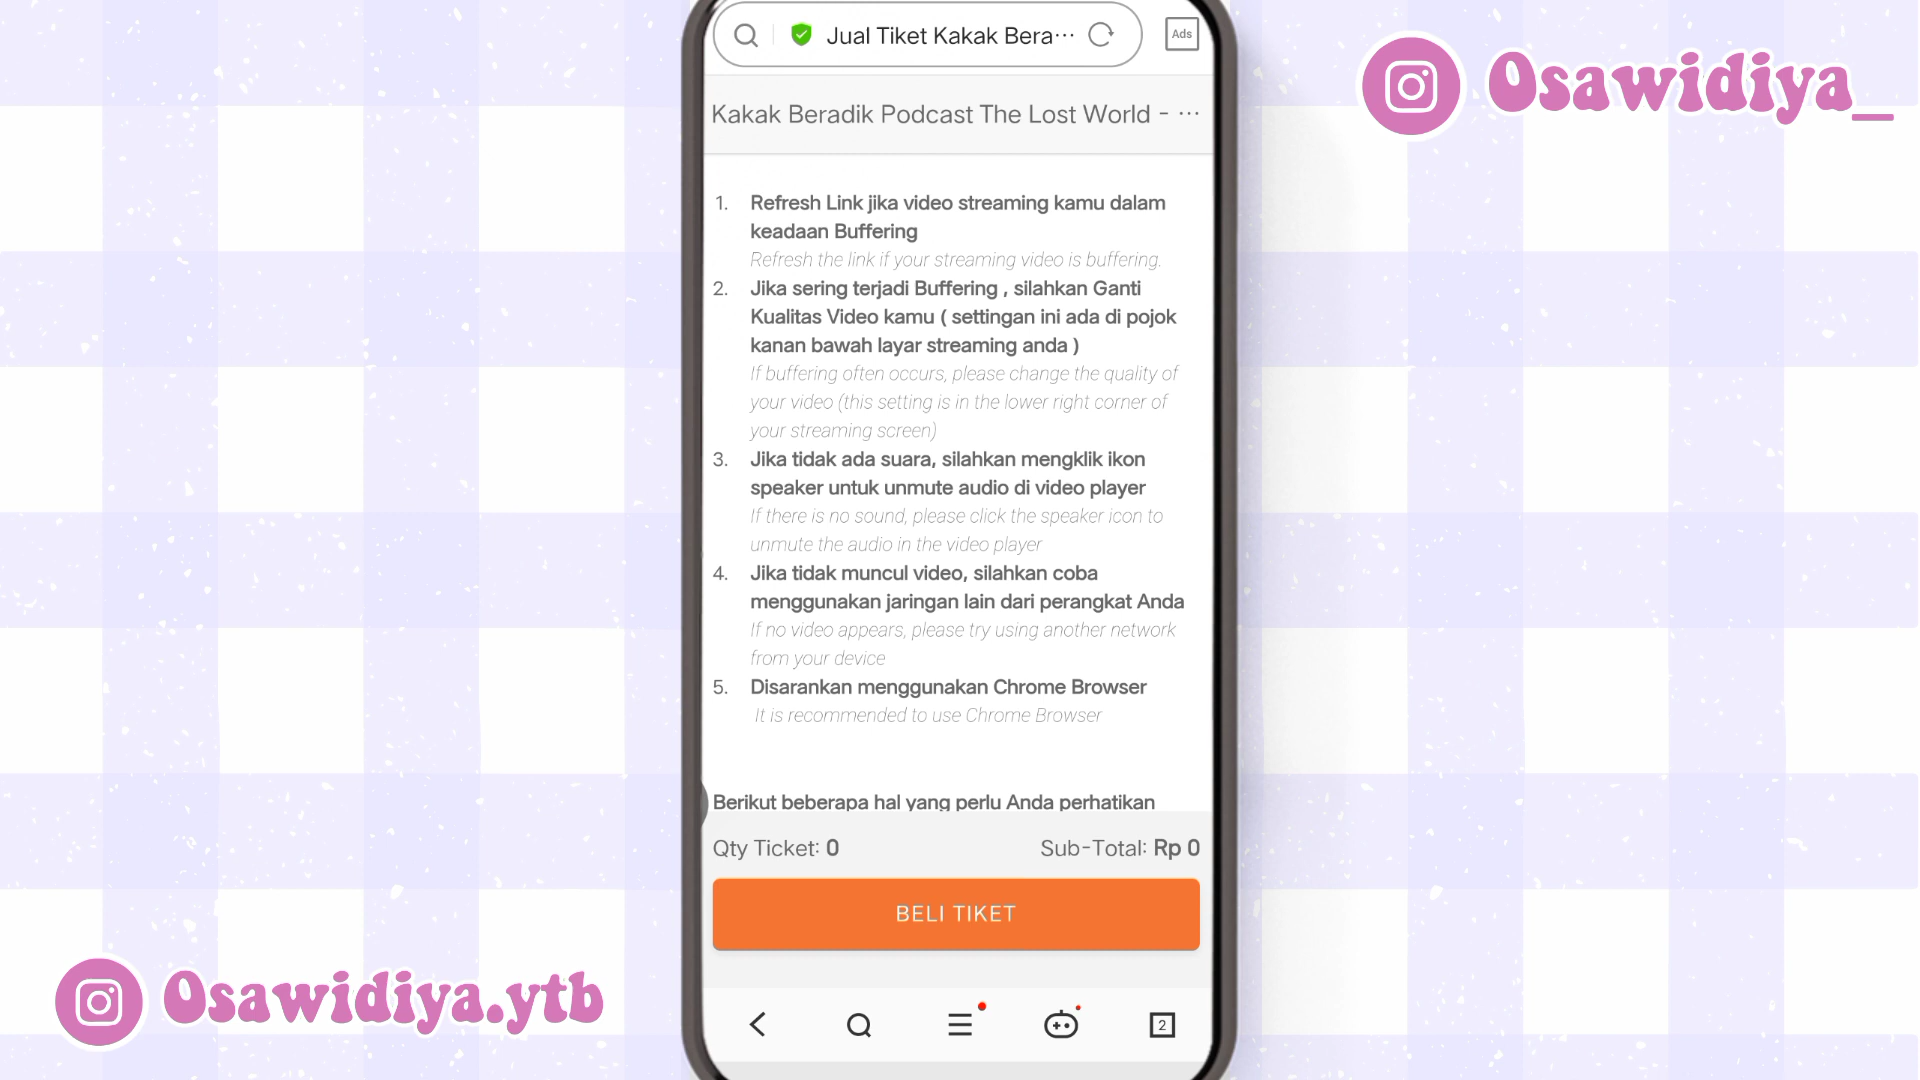 Jual Tiket Kakak Bera···
Ads
Osawidiya_
Kakak Beradik Podcast The Lost World - ···
1. Refresh Link jika video streaming kamu dalam
keadaan Buffering
Refresh the link if your streaming video is buffering.
2. Jika sering terjadi Buffering , silahkan Ganti
Kualitas Video kamu ( settingan ini ada di pojok
kanan bawah layar streaming anda )
If buffering often occurs, please change the quality of
your video (this setting is in the lower right corner of
your streaming screen)
3. Jika tidak ada suara, silahkan mengklik ikon
speaker untuk unmute audio di video player
If there is no sound, please click the speaker icon to
unmute the audio in the video player
4. Jika tidak muncul video, silahkan coba
menggunakan jaringan lain dari perangkat Anda
If no video appears, please try using another network
from your device
5. Disarankan menggunakan Chrome Browser
It is recommended to use Chrome Browser
Berikut beberapa hal yang perlu Anda perhatikan
Qty Ticket: 0 Sub-Total: Rp 0
BELI TIKET
Osawidiya.ytb
2